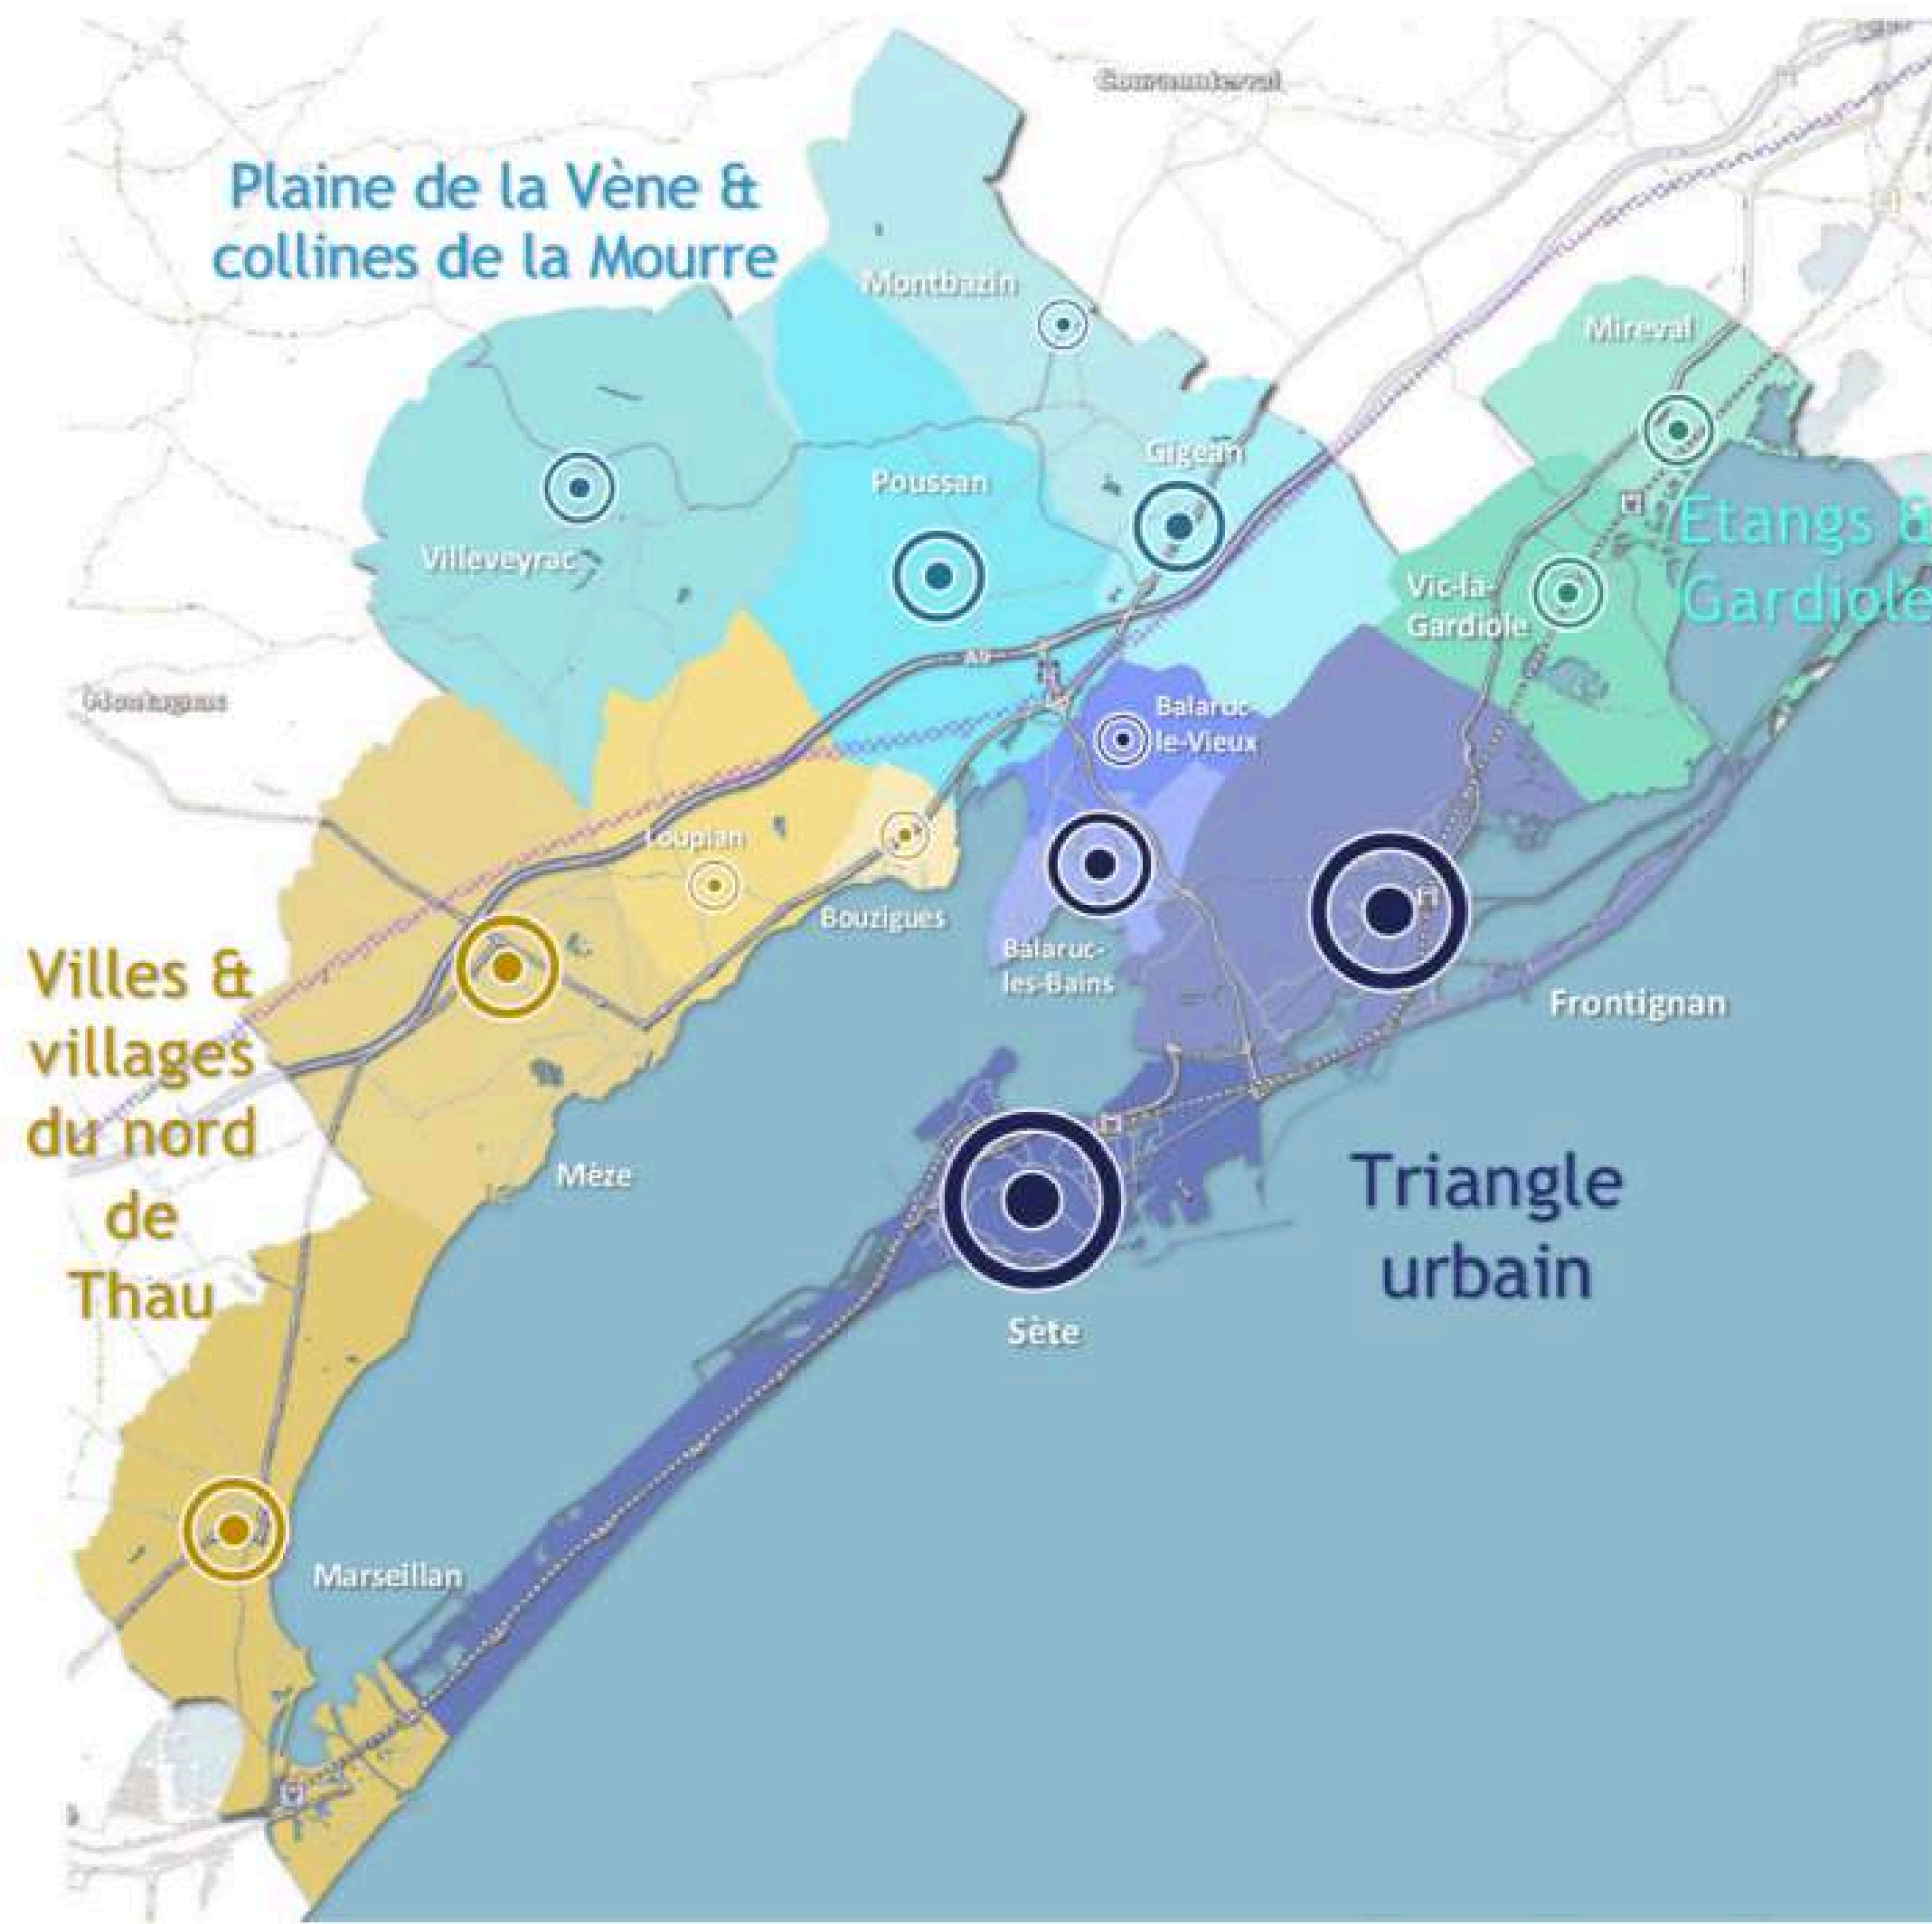 Cournonterral
Plaine de la Vène &
collines de la Mourre
Montbazin
Mireval
Gigean
Poussan
Villeveyrac
Etangs &
Gardiole
Vic-la-
Gardiole
A9
Montagnac
Balaruc-
le-Vieux
Loupian
Bouzigues
Balaruc-
les-Bains
Frontignan
Villes &
villages
du nord
de
Thau
Mèze
Triangle
urbain
Sète
Marseillan